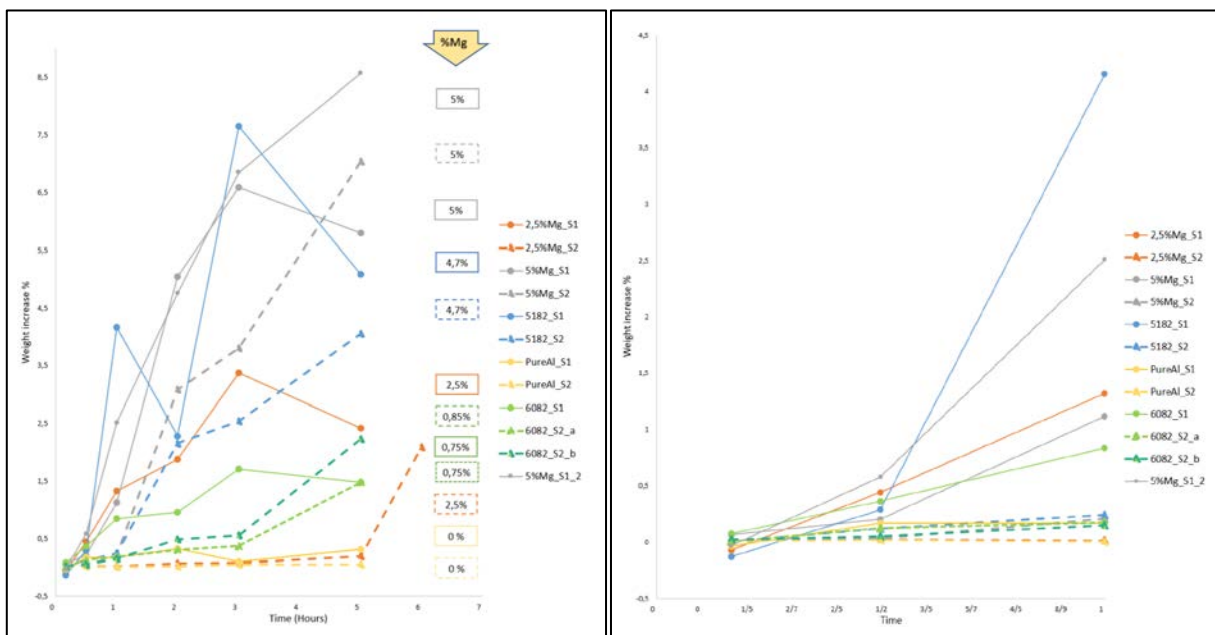 %Mg
8,5
7,5
6,5
5,5
4,5
3,5
2,5
1,5
0,5
-0,5
Weight increase %
0 1 2 3 4 5 6 7
Time (Hours)
5%
5%
5%
4,7%
4,7%
2,5%
0,85%
0,75%
0,75%
2,5%
0 %
0 %
2,5%Mg_S1
2,5%Mg_S2
5%Mg_S1
5%Mg_S2
5182_S1
5182_S2
PureAl_S1
PureAl_S2
6082_S1
6082_S2_a
6082_S2_b
5%Mg_S1_2
4,5
4
3,5
3
2,5
2
1,5
1
0,5
0
-0,5
Weight increase %
0 0 1/5 2/7 2/5 1/2 3/5 5/7 4/5 8/9 1
Time
2,5%Mg_S1
2,5%Mg_S2
5%Mg_S1
5%Mg_S2
5182_S1
5182_S2
PureAl_S1
PureAl_S2
6082_S1
6082_S2_a
6082_S2_b
5%Mg_S1_2